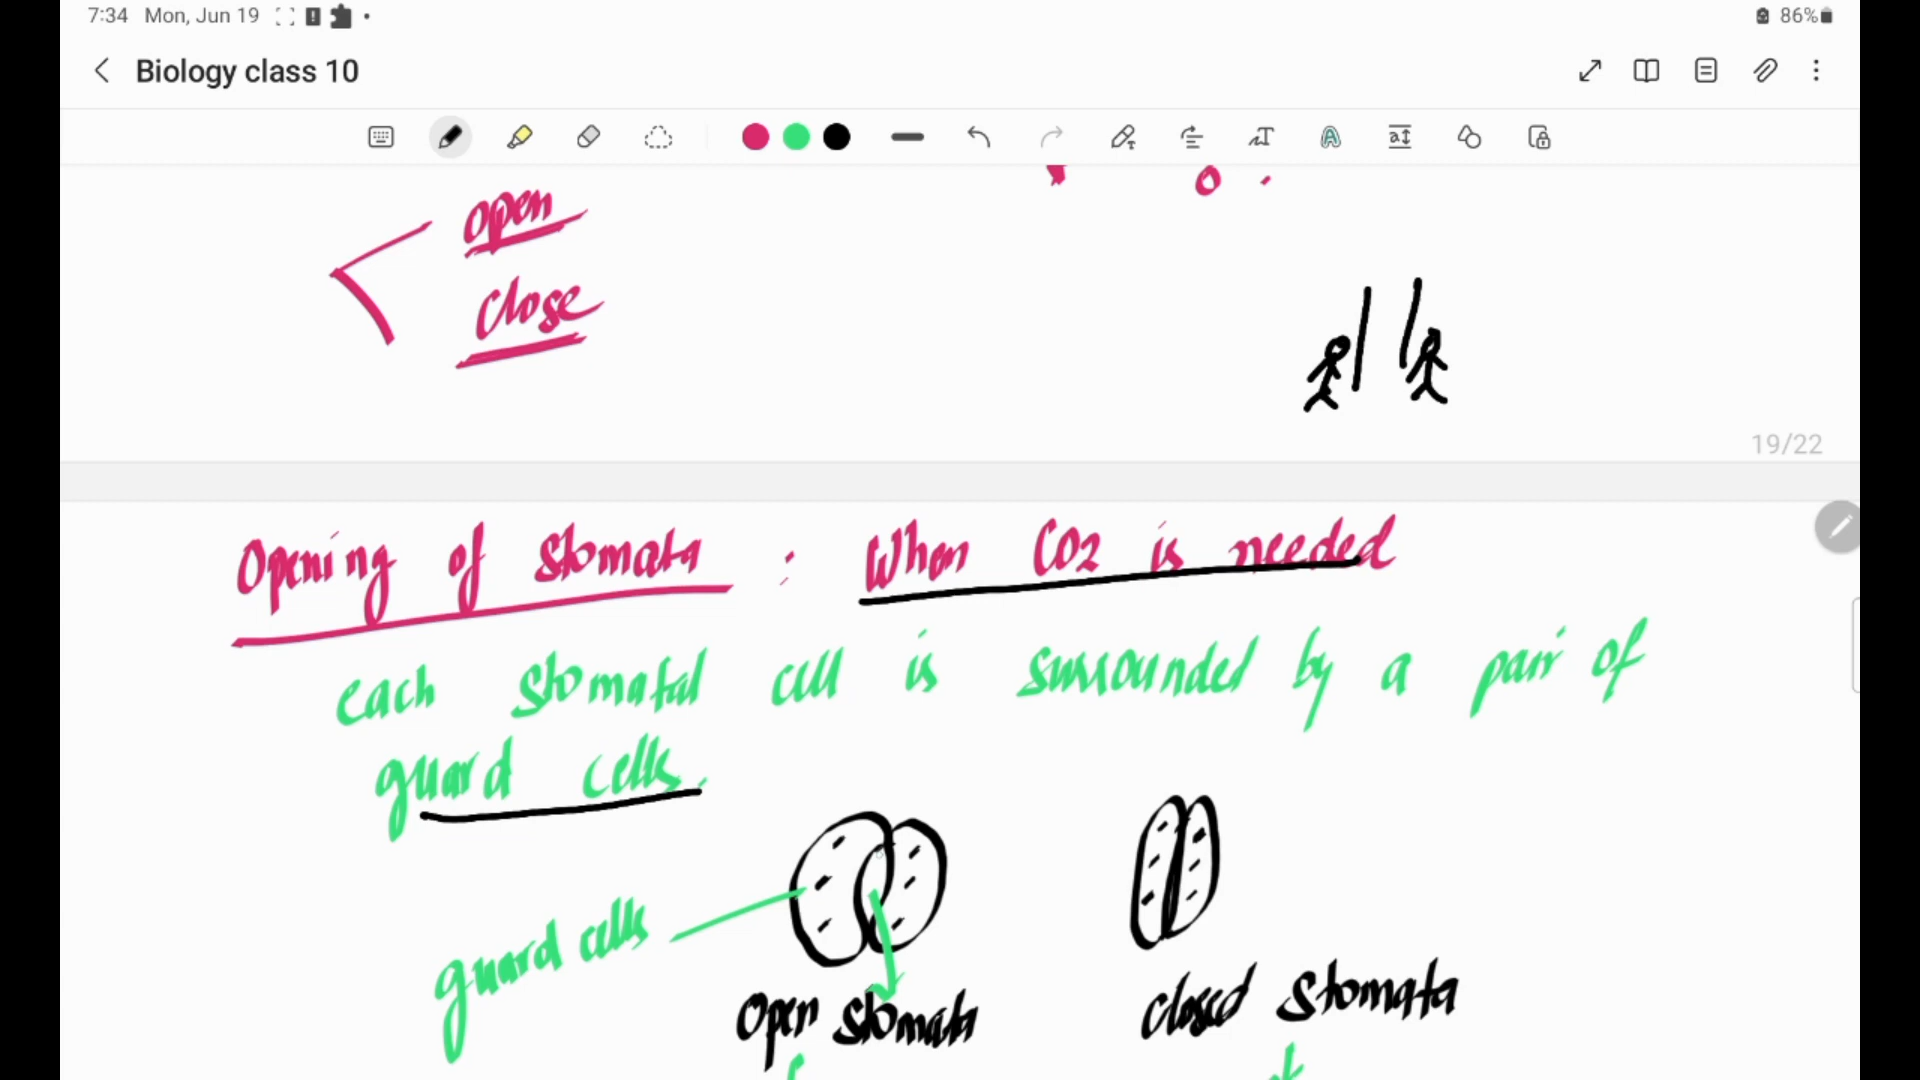 7:34 Mon, Jun 19
86%
Biology class 10
open
close
19/22
Opening of stomata : When CO2 is needed
each stomatal cell is surrounded by a pair of
guard cells.
guard cells
Open stomata
closed stomata